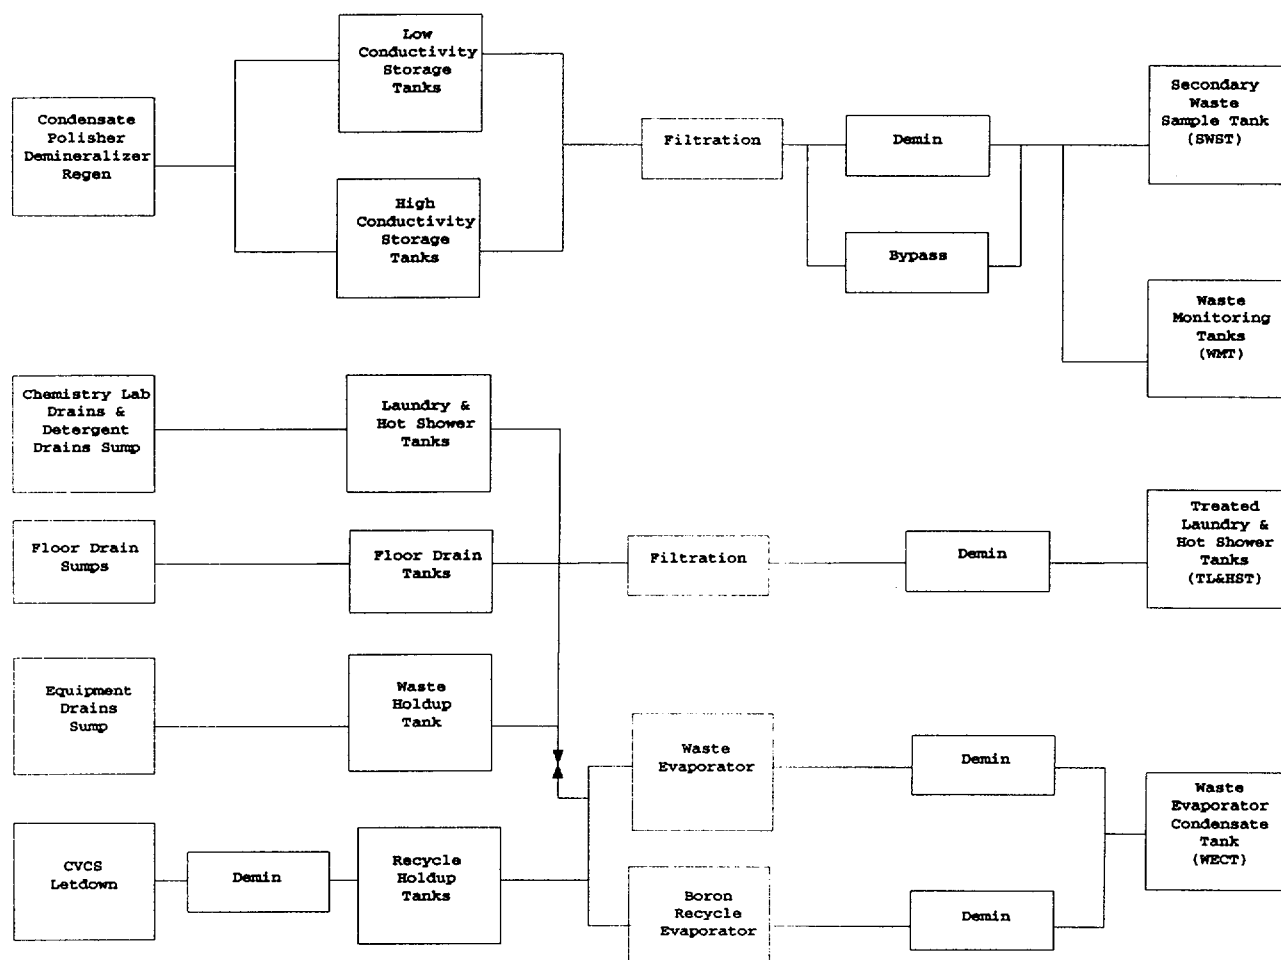 Low
Conductivity
Storage
Tanks
Condensate
Polisher
Demineralizer
Regen
High
Conductivity
Storage
Tanks
Filtration
Demin
Bypass
Secondary
Waste
Sample Tank
(SWST)
Waste
Monitoring
Tanks
(WMT)
Chemistry Lab
Drains &
Detergent
Drains Sump
Laundry &
Hot Shower
Tanks
Floor Drain
Sumps
Floor Drain
Tanks
Filtration
Demin
Treated
Laundry &
Hot Shower
Tanks
(TL&HST)
Equipment
Drains
Sump
Waste
Holdup
Tank
Waste
Evaporator
Demin
Waste
Evaporator
Condensate
Tank
(WECT)
CVCS
Letdown
Demin
Recycle
Holdup
Tanks
Boron
Recycle
Evaporator
Demin